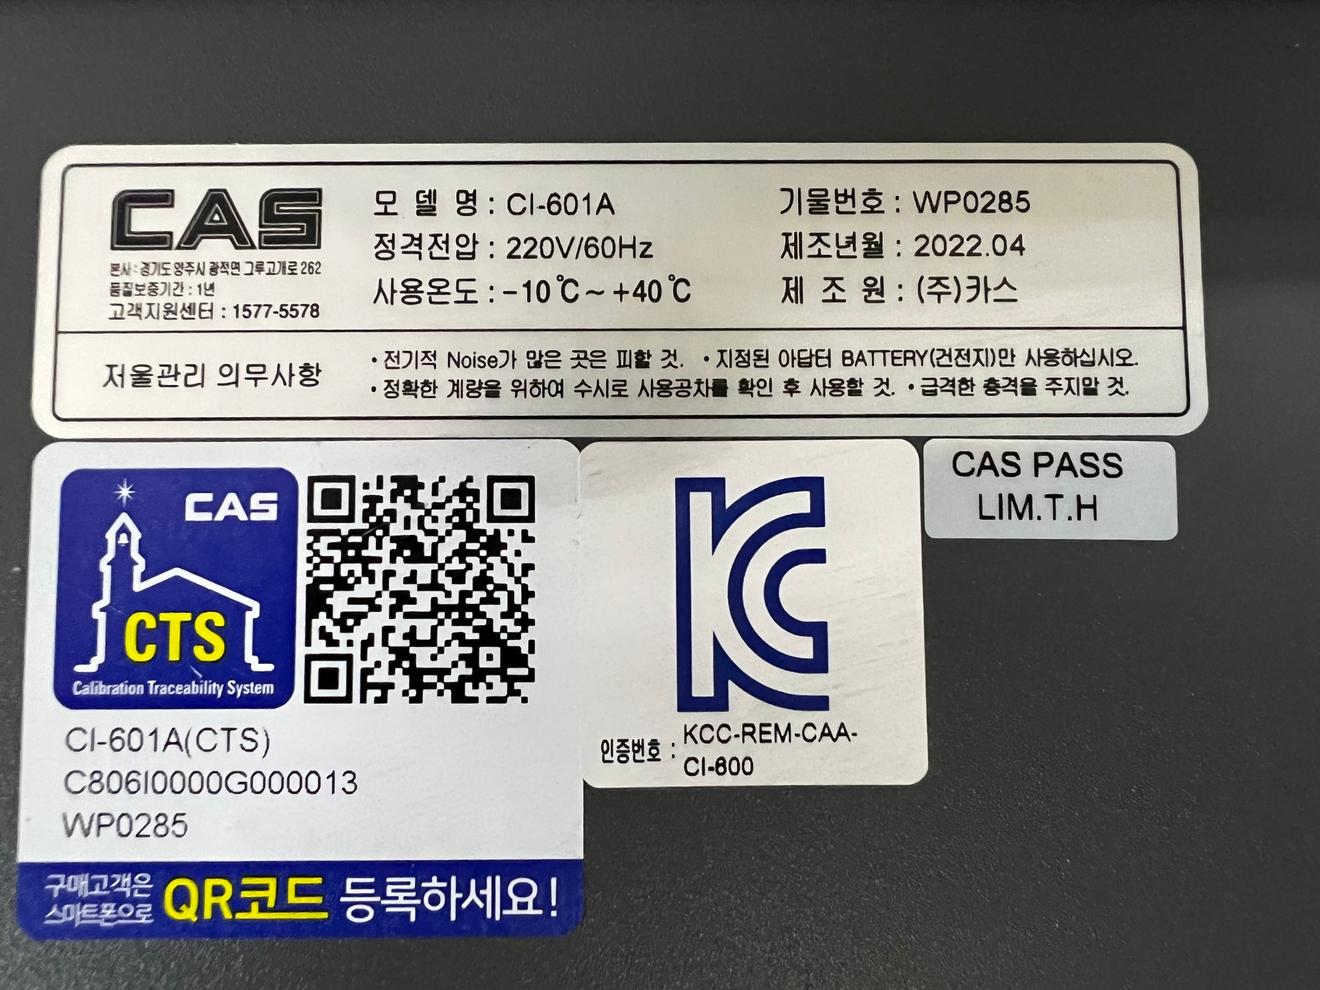 CAS
본사 : 경기도 양주시 광적면 그루고개로 262
품질보증기간 : 1년
고객지원센터 : 1577-5578
모 델 명 : CI-601A
정격전압 : 220V/60Hz
사용온도 : -10℃ ~ +40℃
기물번호 : WP0285
제조년월 : 2022.04
제 조 원 : (주)카스
저울관리 의무사항
• 전기적 Noise가 많은 곳은 피할 것. • 지정된 아답터 BATTERY(건전지)만 사용하십시오.
• 정확한 계량을 위하여 수시로 사용공차를 확인 후 사용할 것. • 급격한 충격을 주지말 것.
CAS
CTS
Calibration Traceability System
CI-601A(CTS)
C806I0000G000013
WP0285
구매고객은
스마트폰으로
QR코드 등록하세요!
KC
인증번호 : KCC-REM-CAA-
CI-600
CAS PASS
LIM.T.H